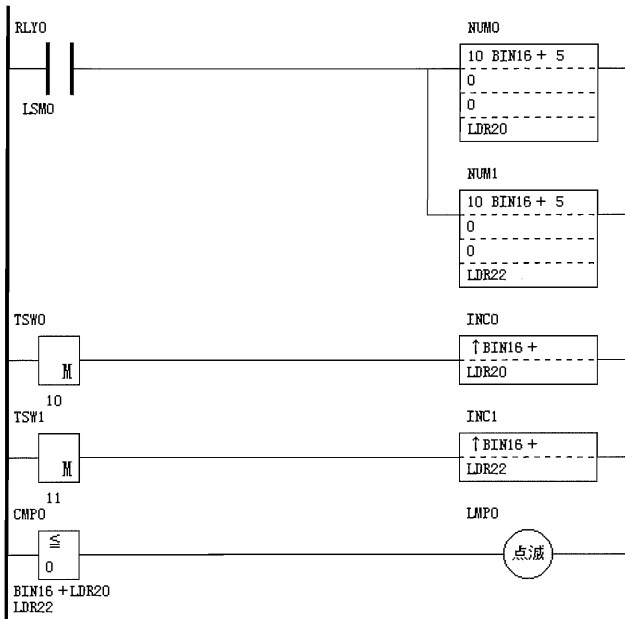 RLY0
LSM0
NUM0
10 BIN16 + 5
0
0
LDR20
NUM1
10 BIN16 + 5
0
0
LDR22
TSW0
M
10
INC0
↑BIN16 +
LDR20
TSW1
M
11
INC1
↑BIN16 +
LDR22
CMP0
≦
0
BIN16 +LDR20
LDR22
LMP0
点滅